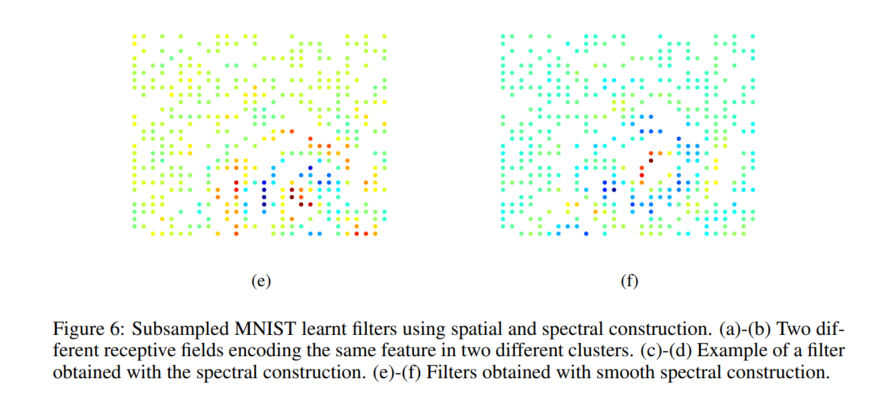 (e)
(f)
Figure 6: Subsampled MNIST learnt filters using spatial and spectral construction. (a)-(b) Two dif-
ferent receptive fields encoding the same feature in two different clusters. (c)-(d) Example of a filter
obtained with the spectral construction. (e)-(f) Filters obtained with smooth spectral construction.